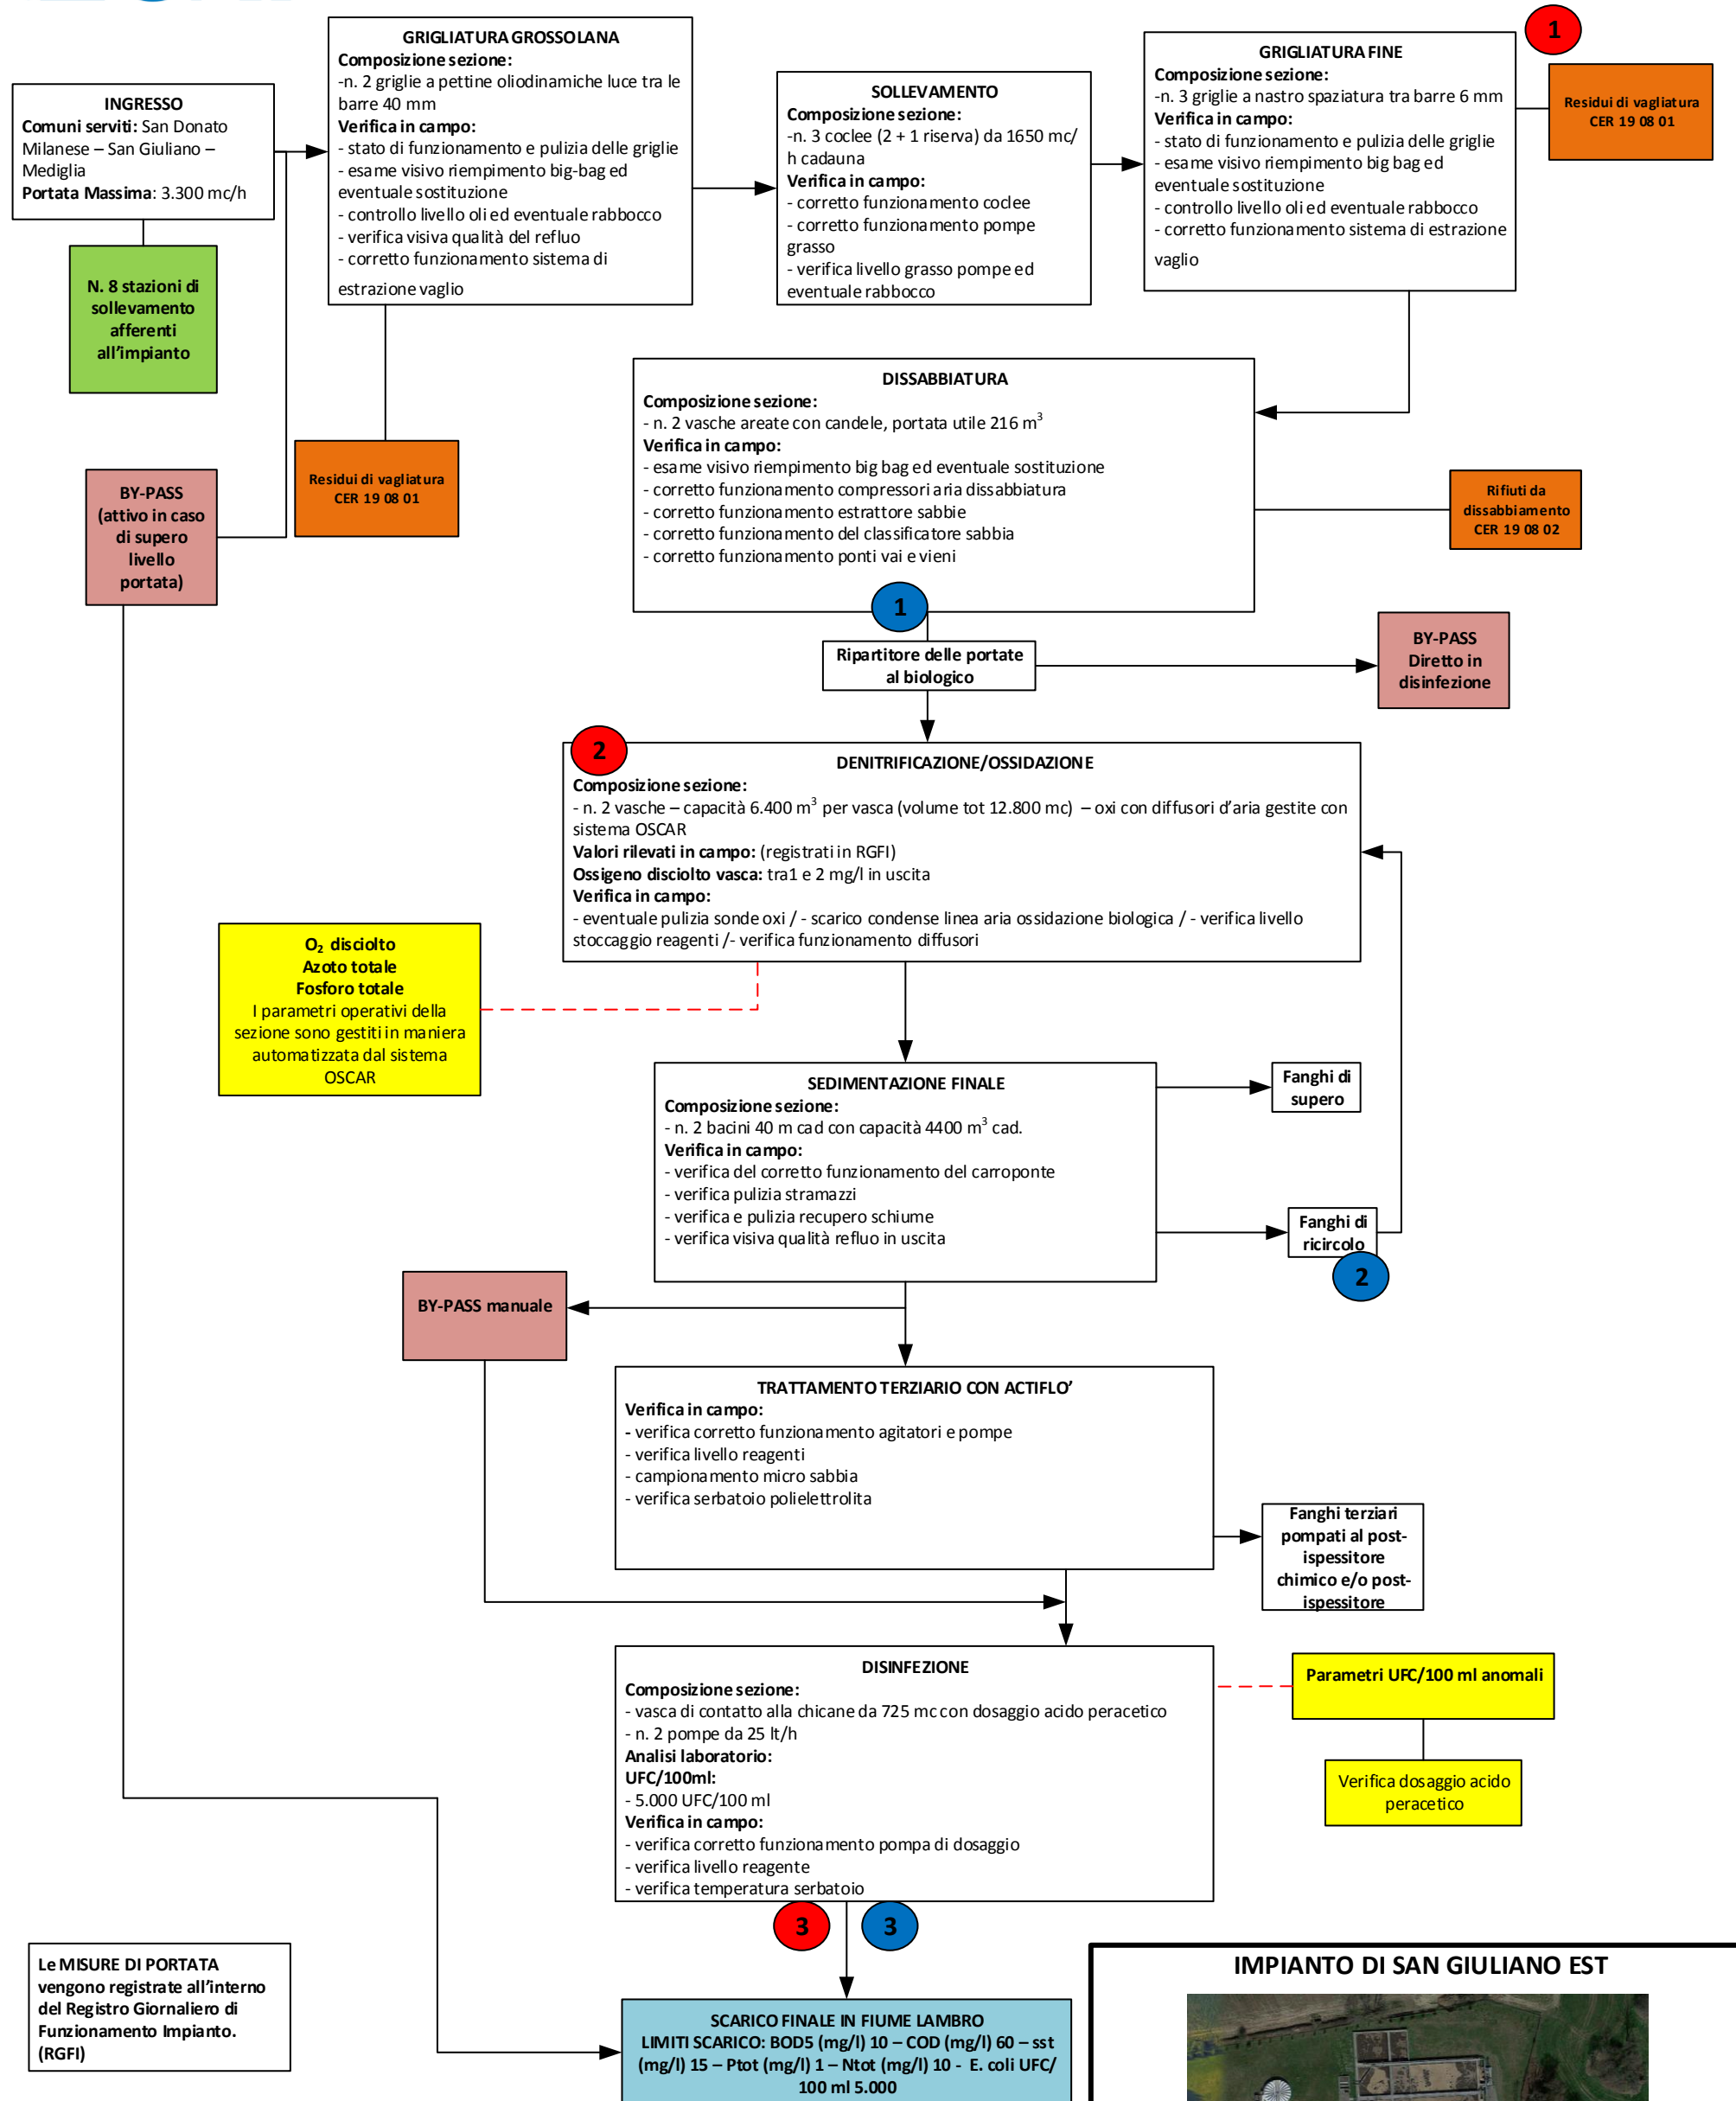 INGRESSO
Comuni serviti: San Donato
Milanese – San Giuliano –
Mediglia
Portata Massima: 3.300 mc/h
N. 8 stazioni di
sollevamento
afferenti
all'impianto
BY-PASS
(attivo in caso
di supero
livello
portata)
GRIGLIATURA GROSSOLANA
Composizione sezione:
-n. 2 griglie a pettine oliodinamiche luce tra le
barre 40 mm
Verifica in campo:
- stato di funzionamento e pulizia delle griglie
- esame visivo riempimento big-bag ed
eventuale sostituzione
- controllo livello oli ed eventuale rabbocco
- verifica visiva qualità del refluo
- corretto funzionamento sistema di
estrazione vaglio
Residui di vagliatura
CER 19 08 01
SOLLEVAMENTO
Composizione sezione:
-n. 3 coclee (2 + 1 riserva) da 1650 mc/
h cadauna
Verifica in campo:
- corretto funzionamento coclee
- corretto funzionamento pompe
grasso
- verifica livello grasso pompe ed
eventuale rabbocco
1
GRIGLIATURA FINE
Composizione sezione:
-n. 3 griglie a nastro spaziatura tra barre 6 mm
Verifica in campo:
- stato di funzionamento e pulizia delle griglie
- esame visivo riempimento big bag ed
eventuale sostituzione
- controllo livello oli ed eventuale rabbocco
- corretto funzionamento sistema di estrazione
vaglio
Residui di vagliatura
CER 19 08 01
DISSABBIATURA
Composizione sezione:
- n. 2 vasche areate con candele, portata utile 216 m³
Verifica in campo:
- esame visivo riempimento big bag ed eventuale sostituzione
- corretto funzionamento compressori aria dissabbiatura
- corretto funzionamento estrattore sabbie
- corretto funzionamento del classificatore sabbia
- corretto funzionamento ponti vai e vieni
Rifiuti da
dissabbiamento
CER 19 08 02
1
Ripartitore delle portate
al biologico
BY-PASS
Diretto in
disinfezione
2
DENITRIFICAZIONE/OSSIDAZIONE
Composizione sezione:
- n. 2 vasche – capacità 6.400 m³ per vasca (volume tot 12.800 mc) – oxi con diffusori d'aria gestite con
sistema OSCAR
Valori rilevati in campo: (registrati in RGFI)
Ossigeno disciolto vasca: tra1 e 2 mg/l in uscita
Verifica in campo:
- eventuale pulizia sonde oxi / - scarico condense linea aria ossidazione biologica / - verifica livello
stoccaggio reagenti /- verifica funzionamento diffusori
O₂ disciolto
Azoto totale
Fosforo totale
I parametri operativi della
sezione sono gestiti in maniera
automatizzata dal sistema
OSCAR
SEDIMENTAZIONE FINALE
Composizione sezione:
- n. 2 bacini 40 m cad con capacità 4400 m³ cad.
Verifica in campo:
- verifica del corretto funzionamento del carroponte
- verifica pulizia stramazzi
- verifica e pulizia recupero schiume
- verifica visiva qualità refluo in uscita
Fanghi di
supero
Fanghi di
ricircolo
2
BY-PASS manuale
TRATTAMENTO TERZIARIO CON ACTIFLO'
Verifica in campo:
- verifica corretto funzionamento agitatori e pompe
- verifica livello reagenti
- campionamento micro sabbia
- verifica serbatoio polielettrolita
Fanghi terziari
pompati al post-
ispessitore
chimico e/o post-
ispessitore
DISINFEZIONE
Composizione sezione:
- vasca di contatto alla chicane da 725 mc con dosaggio acido peracetico
- n. 2 pompe da 25 lt/h
Analisi laboratorio:
UFC/100ml:
- 5.000 UFC/100 ml
Verifica in campo:
- verifica corretto funzionamento pompa di dosaggio
- verifica livello reagente
- verifica temperatura serbatoio
Parametri UFC/100 ml anomali
Verifica dosaggio acido
peracetico
3
3
Le MISURE DI PORTATA
vengono registrate all'interno
del Registro Giornaliero di
Funzionamento Impianto.
(RGFI)
SCARICO FINALE IN FIUME LAMBRO
LIMITI SCARICO: BOD5 (mg/l) 10 – COD (mg/l) 60 – sst
(mg/l) 15 – Ptot (mg/l) 1 – Ntot (mg/l) 10 - E. coli UFC/
100 ml 5.000
IMPIANTO DI SAN GIULIANO EST